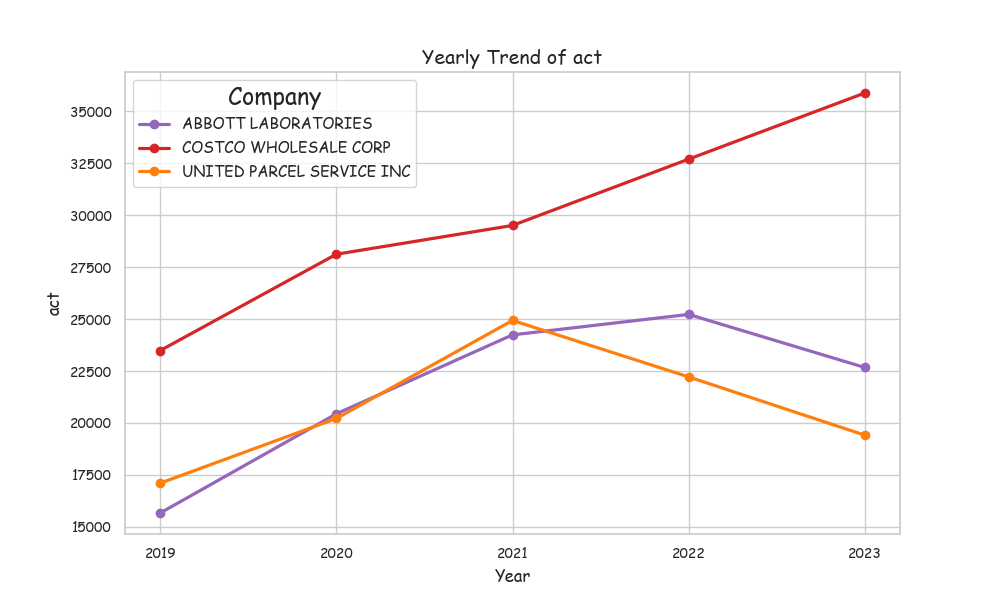 Yearly Trend of act
Company
ABBOTT LABORATORIES
COSTCO WHOLESALE CORP
UNITED PARCEL SERVICE INC
35000
32500
30000
27500
25000
22500
20000
17500
15000
act
2019 2020 2021 2022 2023
Year